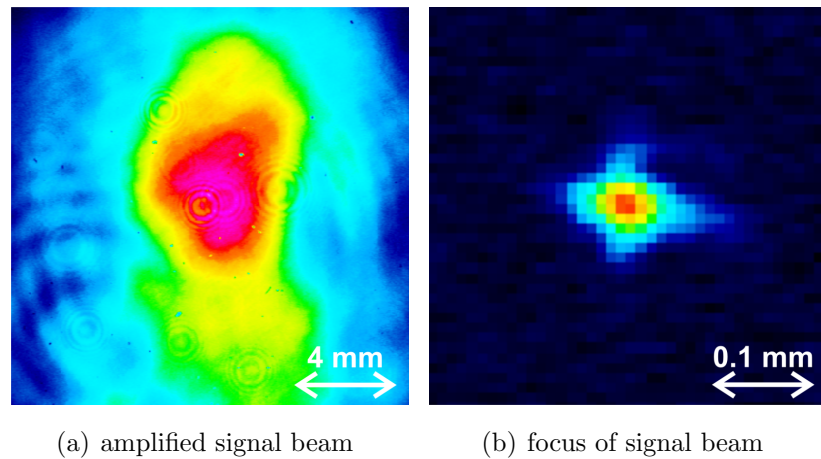 4 mm
0.1 mm
(a) amplified signal beam
(b) focus of signal beam